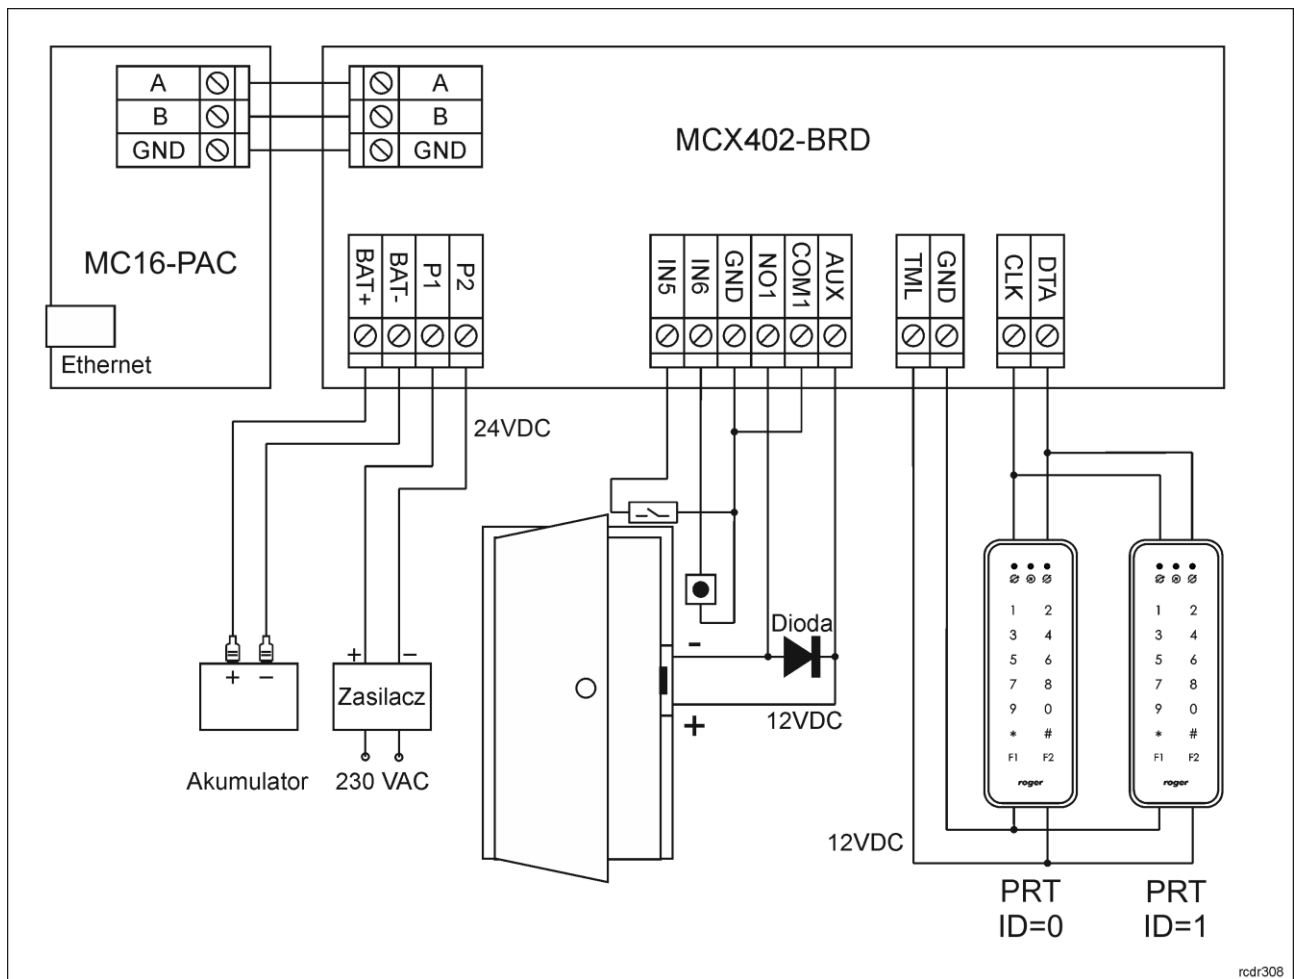 A
B
GND
A
B
GND
MCX402-BRD
MC16-PAC
Ethernet
BAT+
BAT-
P1
P2
IN5
IN6
GND
NO1
COM1
AUX
TML
GND
CLK
DTA
24VDC
+ −
Akumulator
+ −
Zasilacz
230 VAC
-
Dioda
+
12VDC
12VDC
1 2
3 4
5 6
7 8
9 0
* #
F1 F2
roger
1 2
3 4
5 6
7 8
9 0
* #
F1 F2
roger
PRT
ID=0
PRT
ID=1
rcdr308